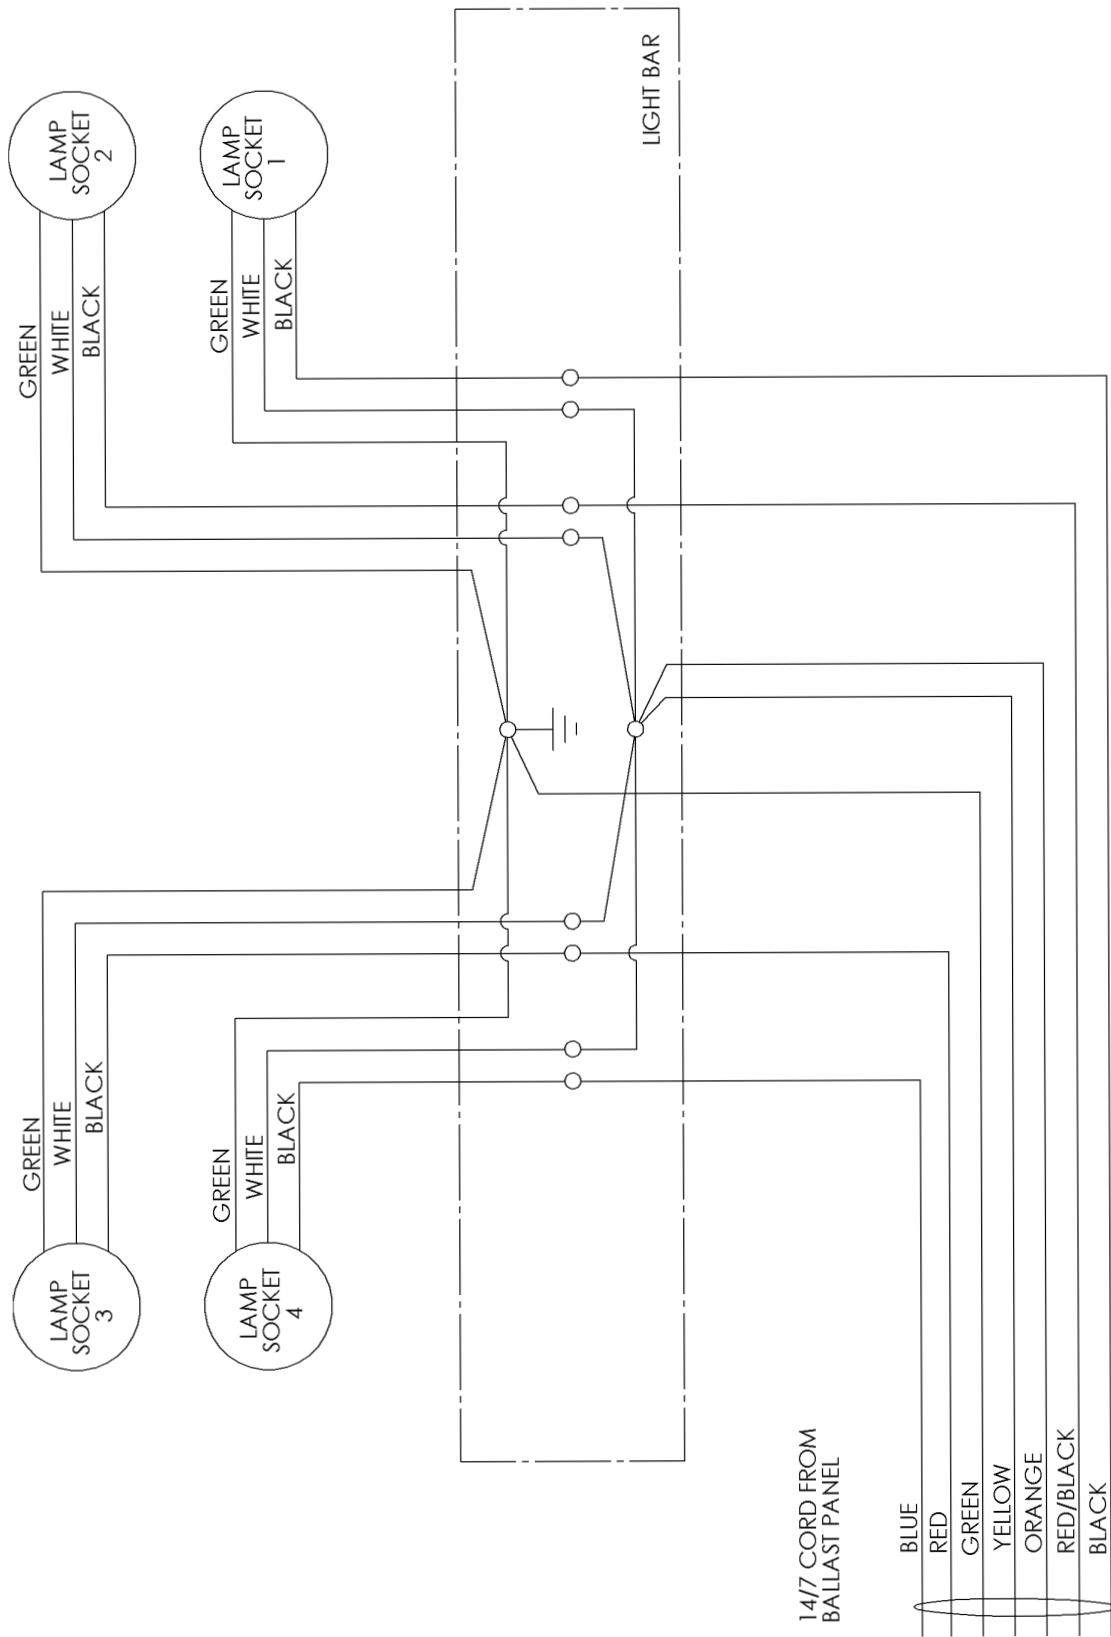 LAMP
SOCKET
2
GREEN
WHITE
BLACK
LAMP
SOCKET
1
GREEN
WHITE
BLACK
LIGHT BAR
LAMP
SOCKET
3
GREEN
WHITE
BLACK
LAMP
SOCKET
4
GREEN
WHITE
BLACK
14/7 CORD FROM
BALLAST PANEL
BLUE
RED
GREEN
YELLOW
ORANGE
RED/BLACK
BLACK